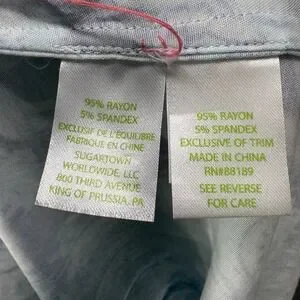 95% RAYON
5% SPANDEX
EXCLUSIF DE L'EQUILIBRE
FABRIQUE EN CHINE
SUGARTOWN
WORLDWIDE, LLC
800 THIRD AVENUE
KING OF PRUSSIA, PA
95% RAYON
5% SPANDEX
EXCLUSIVE OF TRIM
MADE IN CHINA
RN#88189
SEE REVERSE
FOR CARE